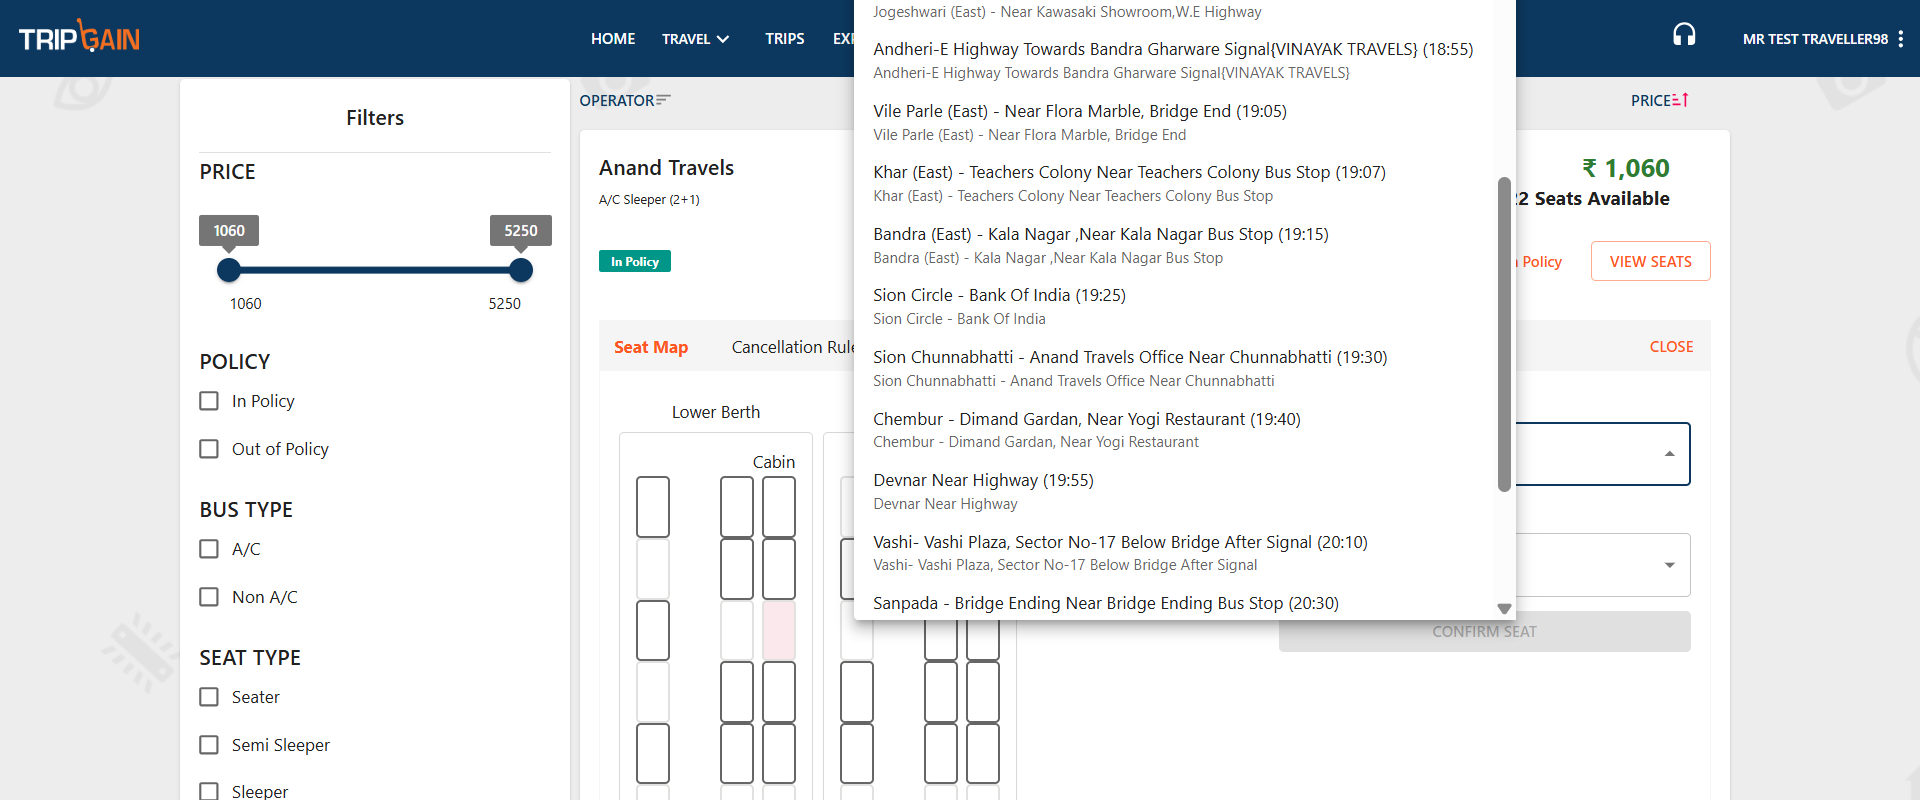 TRIPGAIN
HOME
TRAVEL
TRIPS
MR TEST TRAVELLER98
Filters
PRICE
1060
5250
1060
5250
POLICY
In Policy
Out of Policy
BUS TYPE
A/C
Non A/C
SEAT TYPE
Seater
Semi Sleeper
Sleeper
OPERATOR
PRICE
Anand Travels
A/C Sleeper (2+1)
In Policy
₹ 1,060
Seats Available
Policy
VIEW SEATS
Seat Map
Cancellation
CLOSE
Lower Berth
Cabin
Jogeshwari (East) - Near Kawasaki Showroom,W.E Highway
Andheri-E Highway Towards Bandra Gharware Signal{VINAYAK TRAVELS} (18:55)
Andheri-E Highway Towards Bandra Gharware Signal{VINAYAK TRAVELS}
Vile Parle (East) - Near Flora Marble, Bridge End (19:05)
Vile Parle (East) - Near Flora Marble, Bridge End
Khar (East) - Teachers Colony Near Teachers Colony Bus Stop (19:07)
Khar (East) - Teachers Colony Near Teachers Colony Bus Stop
Bandra (East) - Kala Nagar ,Near Kala Nagar Bus Stop (19:15)
Bandra (East) - Kala Nagar ,Near Kala Nagar Bus Stop
Sion Circle - Bank Of India (19:25)
Sion Circle - Bank Of India
Sion Chunnabhatti - Anand Travels Office Near Chunnabhatti (19:30)
Sion Chunnabhatti - Anand Travels Office Near Chunnabhatti
Chembur - Dimand Gardan, Near Yogi Restaurant (19:40)
Chembur - Dimand Gardan, Near Yogi Restaurant
Devnar Near Highway (19:55)
Devnar Near Highway
Vashi- Vashi Plaza, Sector No-17 Below Bridge After Signal (20:10)
Vashi- Vashi Plaza, Sector No-17 Below Bridge After Signal
Sanpada - Bridge Ending Near Bridge Ending Bus Stop (20:30)
CONFIRM SEAT